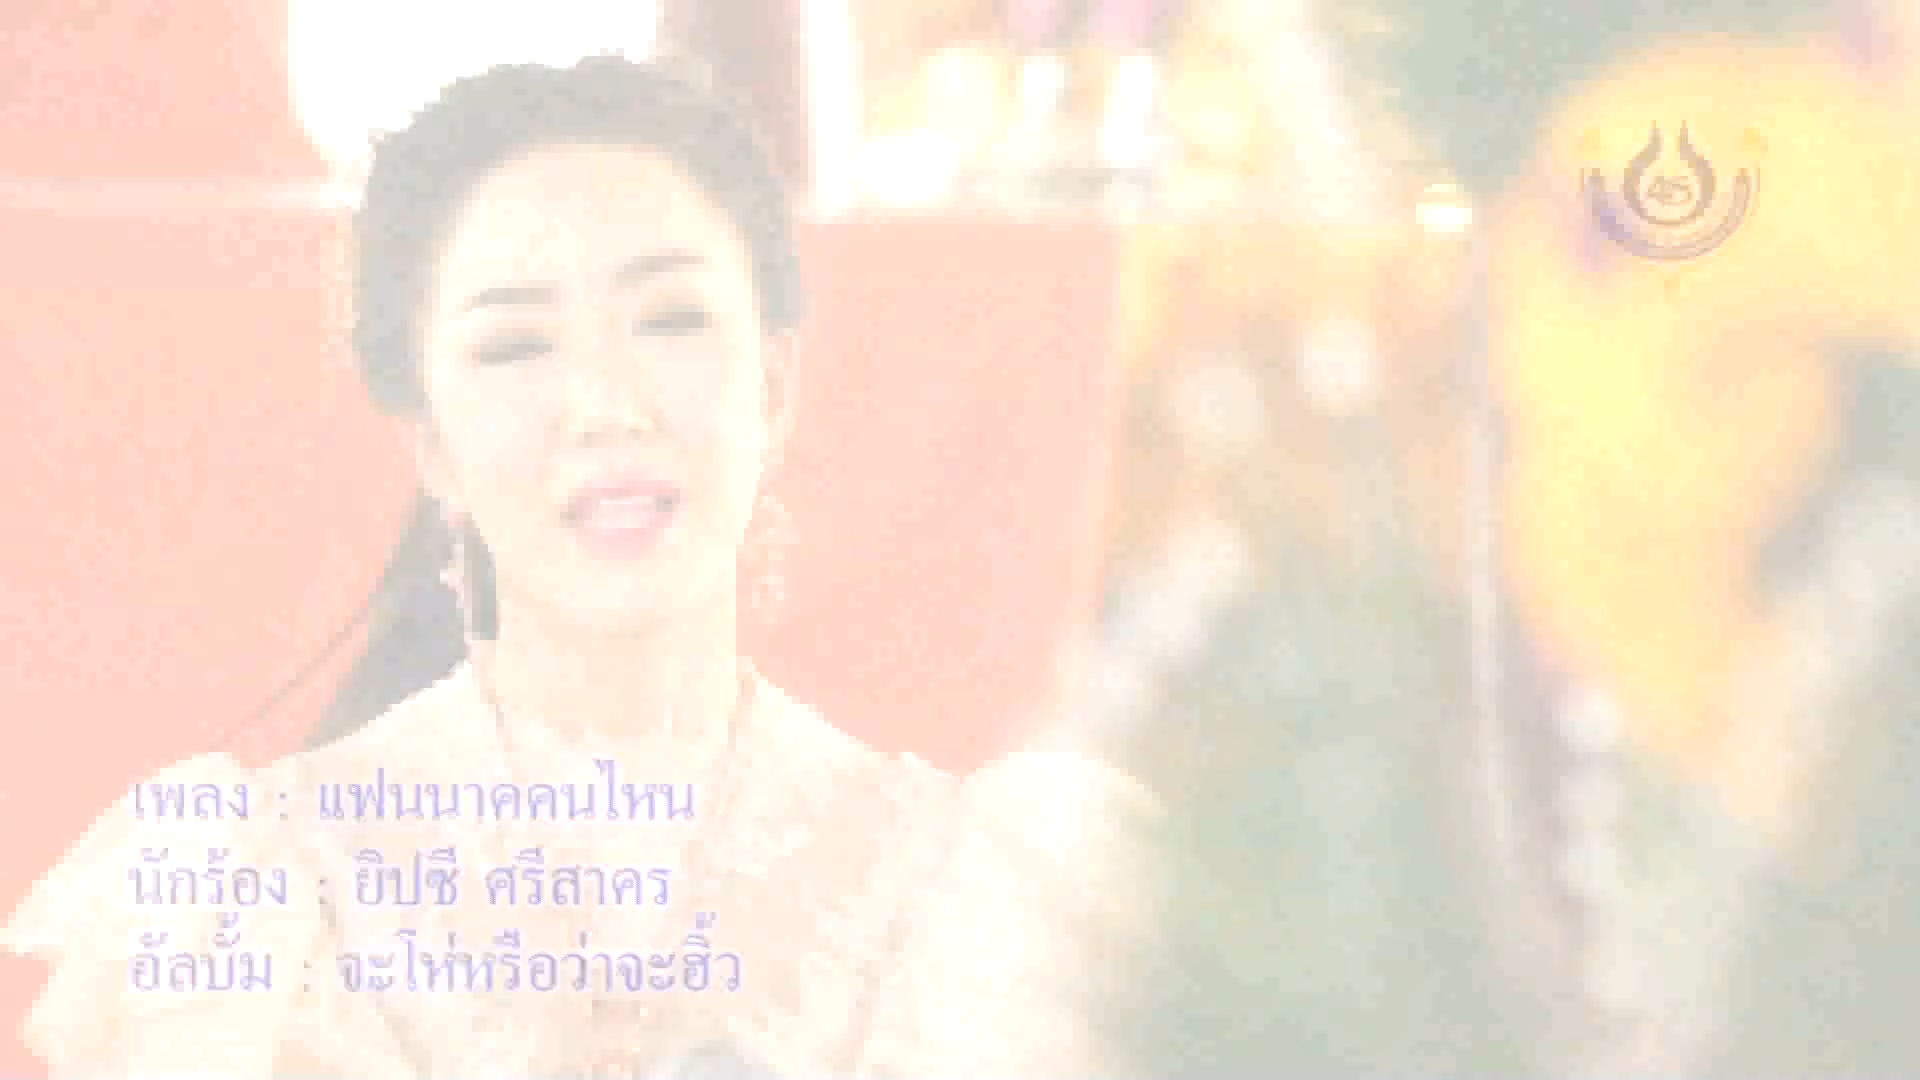 เพลง : แฟนนาคคนไหน
นักร้อง : ยิปซี ศรีสาคร
อัลบั้ม : จะโห่หรือว่าจะฮิ้ว